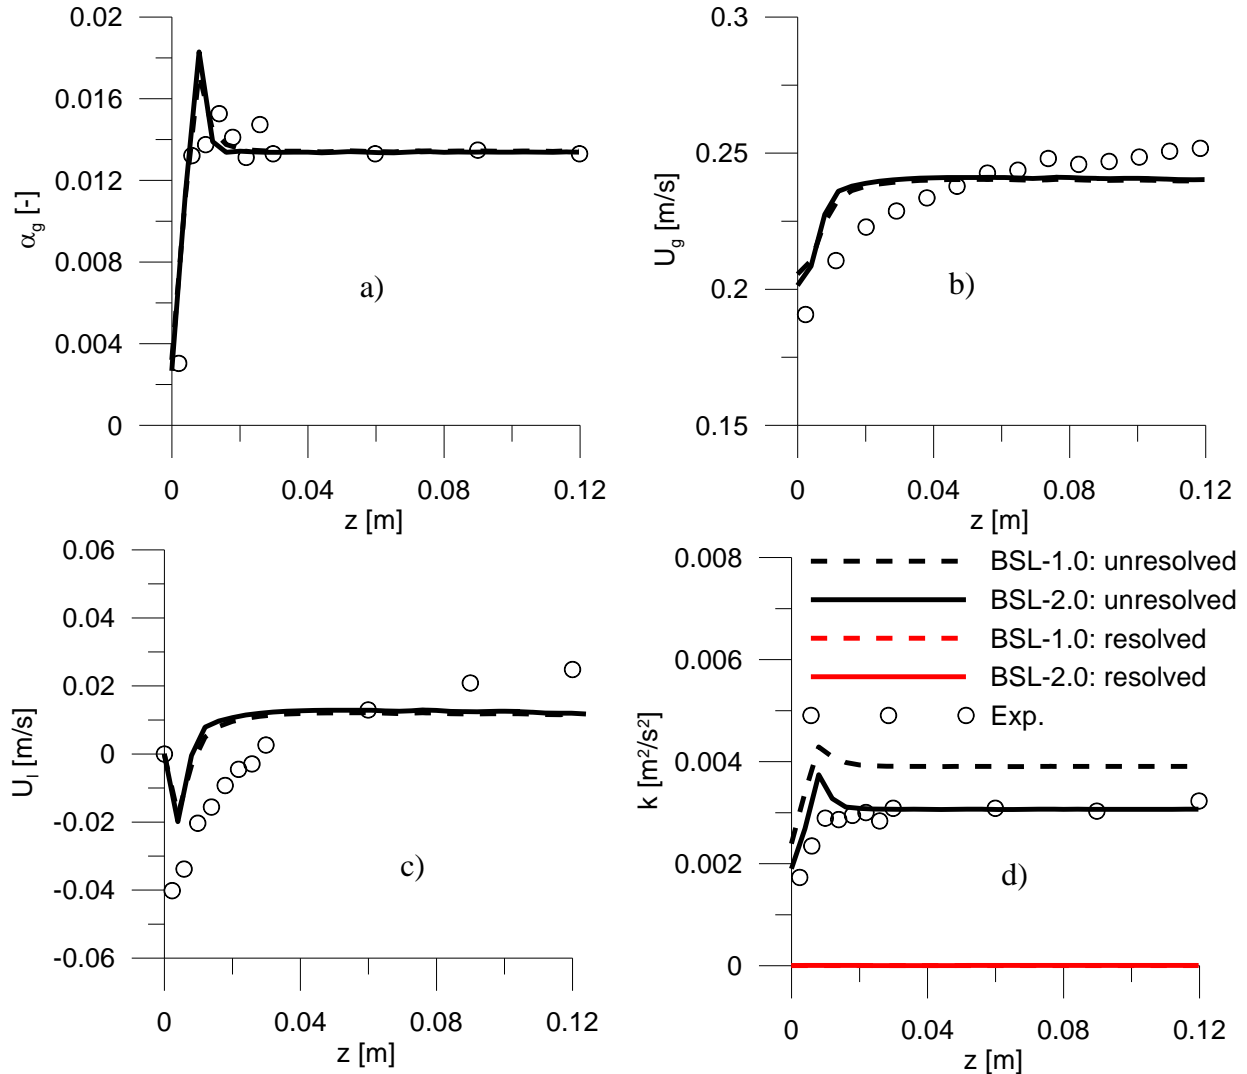 0.02
0.016
0.012
0.008
0.004
0
α_g [-]
a)
0 0.04 0.08 0.12
z [m]
0.3
0.25
0.2
0.15
U_g [m/s]
b)
0 0.04 0.08 0.12
z [m]
0.06
0.04
0.02
0
-0.02
-0.04
-0.06
U_l [m/s]
c)
0 0.04 0.08 0.12
z [m]
0.008
0.006
0.004
0.002
0
k [m²/s²]
BSL-1.0: unresolved
BSL-2.0: unresolved
BSL-1.0: resolved
BSL-2.0: resolved
Exp.
d)
0 0.04 0.08 0.12
z [m]